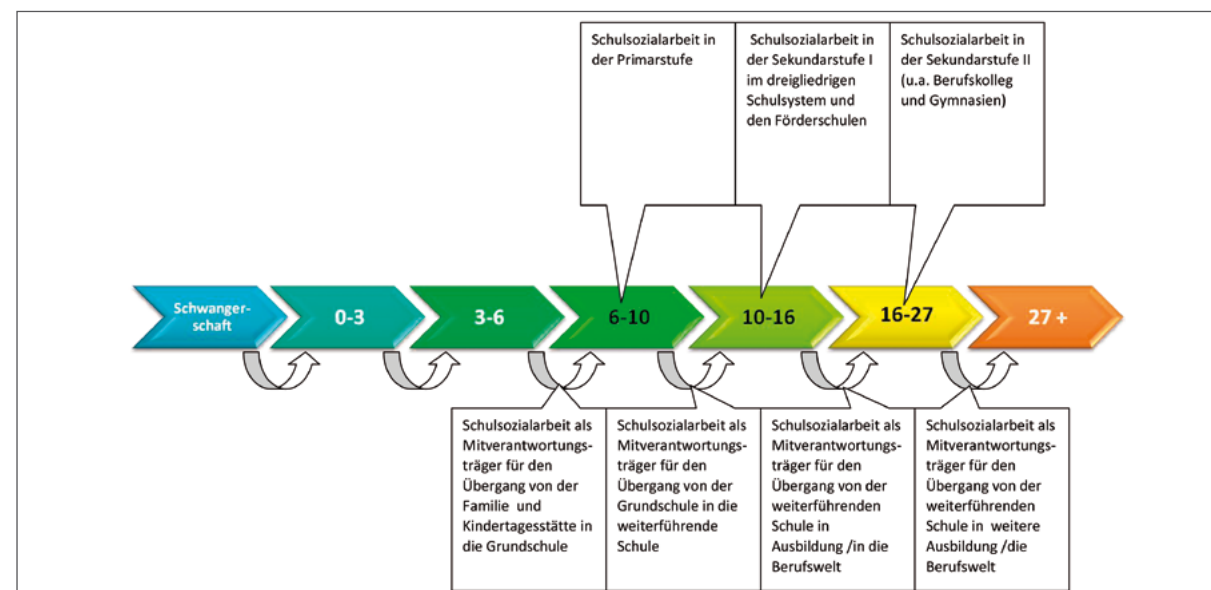 Schulsozialarbeit in
der Primarstufe
Schulsozialarbeit in
der Sekundarstufe I
im dreigliedrigen
Schulsystem und
den Förderschulen
Schulsozialarbeit in
der Sekundarstufe II
(u.a. Berufskolleg
und Gymnasien)
Schwanger-
schaft
0-3
3-6
6-10
10-16
16-27
27 +
Schulsozialarbeit als
Mitverantwortungs-
träger für den
Übergang von der
Familie und
Kindertagesstätte in
die Grundschule
Schulsozialarbeit als
Mitverantwortungs-
träger für den
Übergang von der
Grundschule in die
weiterführende
Schule
Schulsozialarbeit als
Mitverantwortungs-
träger für den
Übergang von der
weiterführenden
Schule in
Ausbildung /in die
Berufswelt
Schulsozialarbeit als
Mitverantwortungs-
träger für den
Übergang von der
weiterführenden
Schule in weitere
Ausbildung /die
Berufswelt